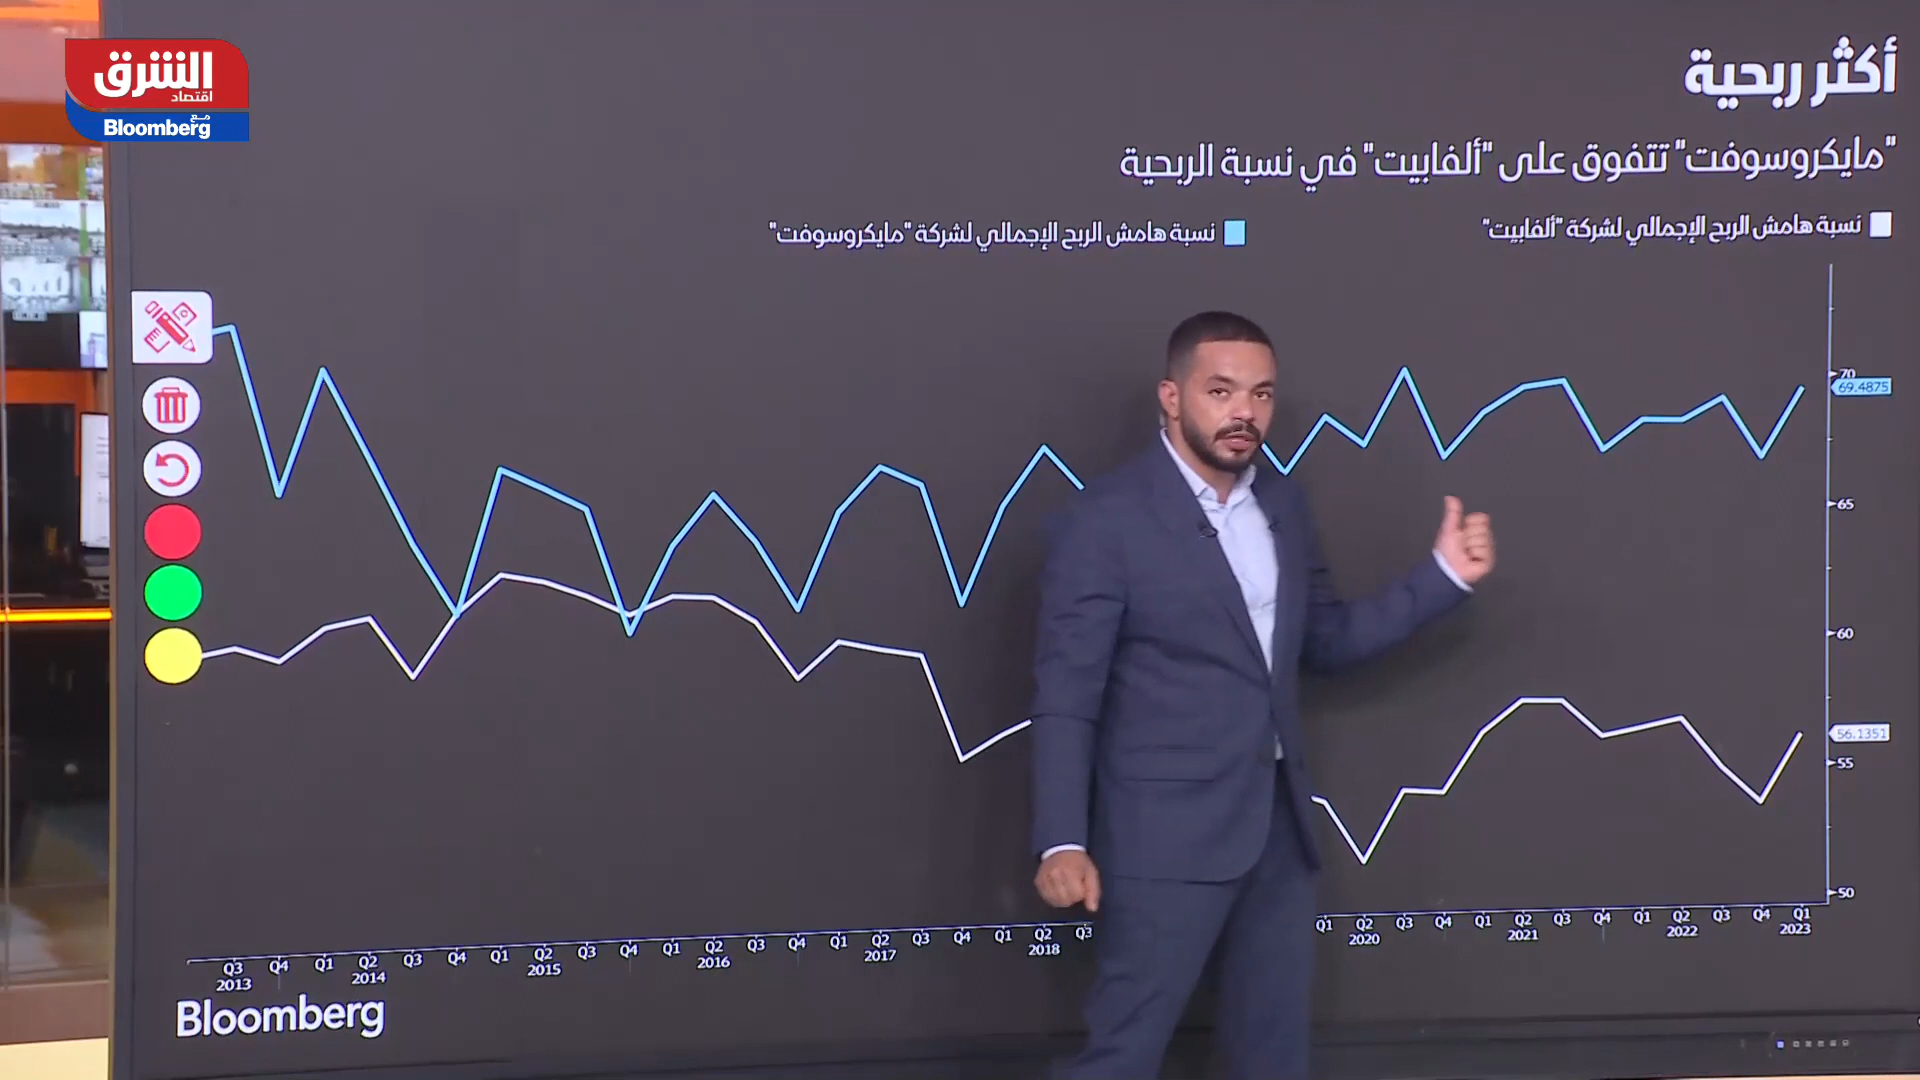 الشرق
اقتصاد
مع
Bloomberg
أكثر ربحية
"مايكروسوفت" تتفوق على "ألفابيت" في نسبة الربحية
نسبة هامش الربح الإجمالي لشركة "ألفابيت"
نسبة هامش الربح الإجمالي لشركة "مايكروسوفت"
70
69.4875
65
60
56.1351
55
50
Q3 Q4 Q1 Q2 Q3 Q4 Q1 Q2 Q3 Q4 Q1 Q2 Q3 Q4 Q1 Q2 Q3 Q4 Q1 Q2 Q3 Q1 Q2 Q3 Q4 Q1 Q2 Q3 Q4 Q1 Q2 Q3 Q4 Q1
2013 2014 2015 2016 2017 2018 2020 2021 2022 2023
Bloomberg